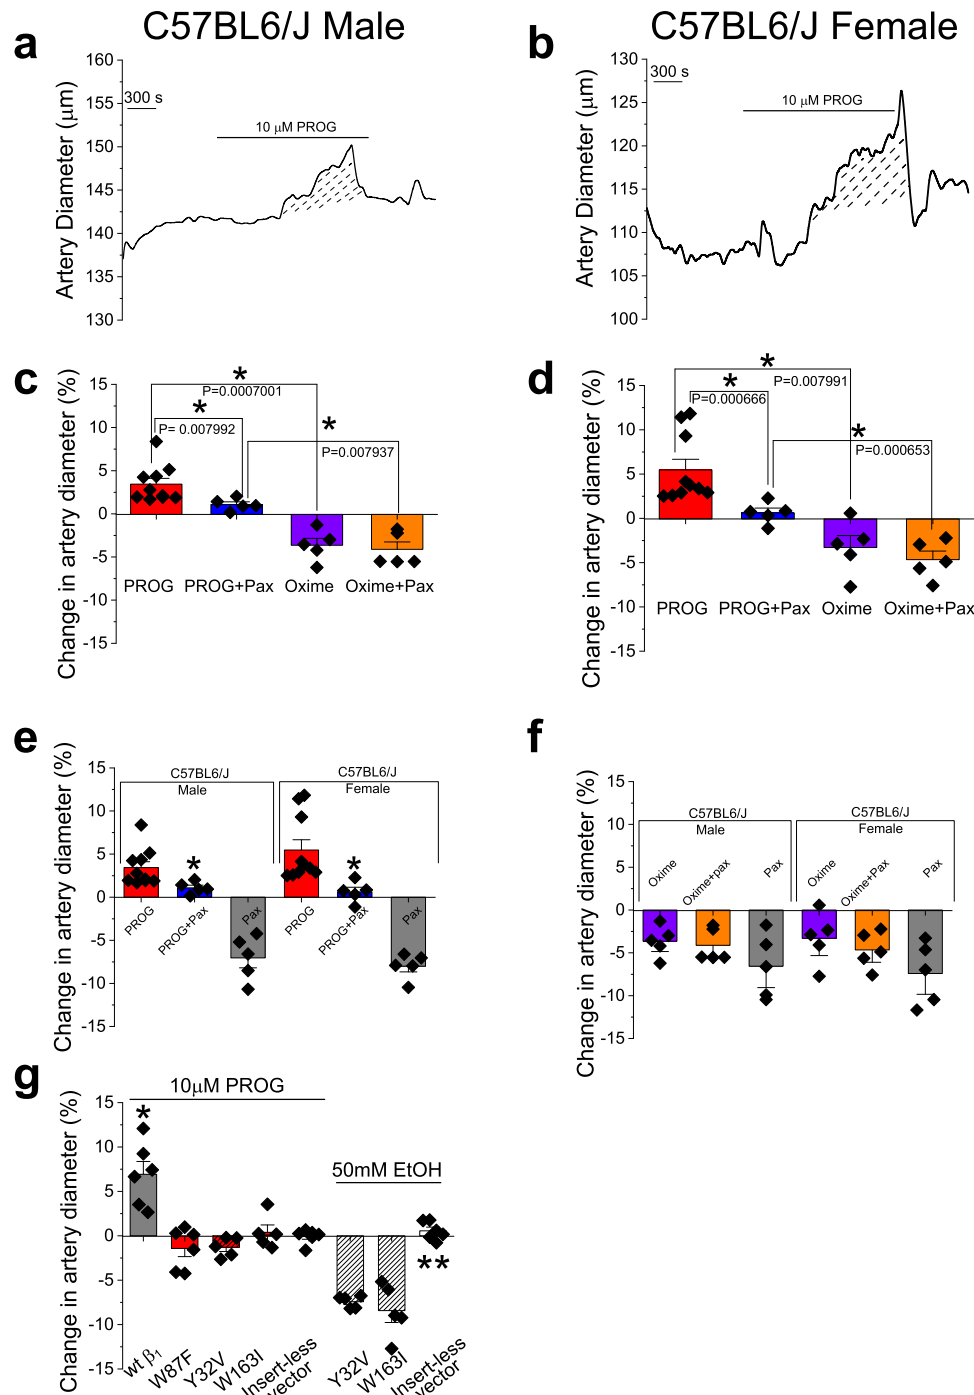 C57BL6/J Male
C57BL6/J Female
a
b
160
155
150
145
140
135
130
Artery Diameter (μm)
300 s
10 μM PROG
130
125
120
115
110
105
100
Artery Diameter (μm)
300 s
10 μM PROG
c
d
15
10
5
0
-5
-10
-15
Change in artery diameter (%)
*
P=0.0007001
*
P= 0.007992
*
P=0.007937
PROG
PROG+Pax
Oxime
Oxime+Pax
15
10
5
0
-5
-10
-15
Change in artery diameter (%)
*
P=0.007991
*
P=0.000666
*
P=0.000653
PROG
PROG+Pax
Oxime
Oxime+Pax
e
f
15
10
5
0
-5
-10
-15
Change in artery diameter (%)
C57BL6/J
Male
C57BL6/J
Female
*
*
PROG
PROG+Pax
Pax
PROG
PROG+Pax
Pax
15
10
5
0
-5
-10
-15
Change in artery diameter (%)
C57BL6/J
Male
C57BL6/J
Female
Oxime
Oxime+pax
Pax
Oxime
Oxime+Pax
Pax
g
15
10
5
0
-5
-10
-15
Change in artery diameter (%)
10μM PROG
*
50mM EtOH
**
wt β1
W87F
Y32V
W163I
Insert-less
vector
Y32V
W163I
Insert-less
vector